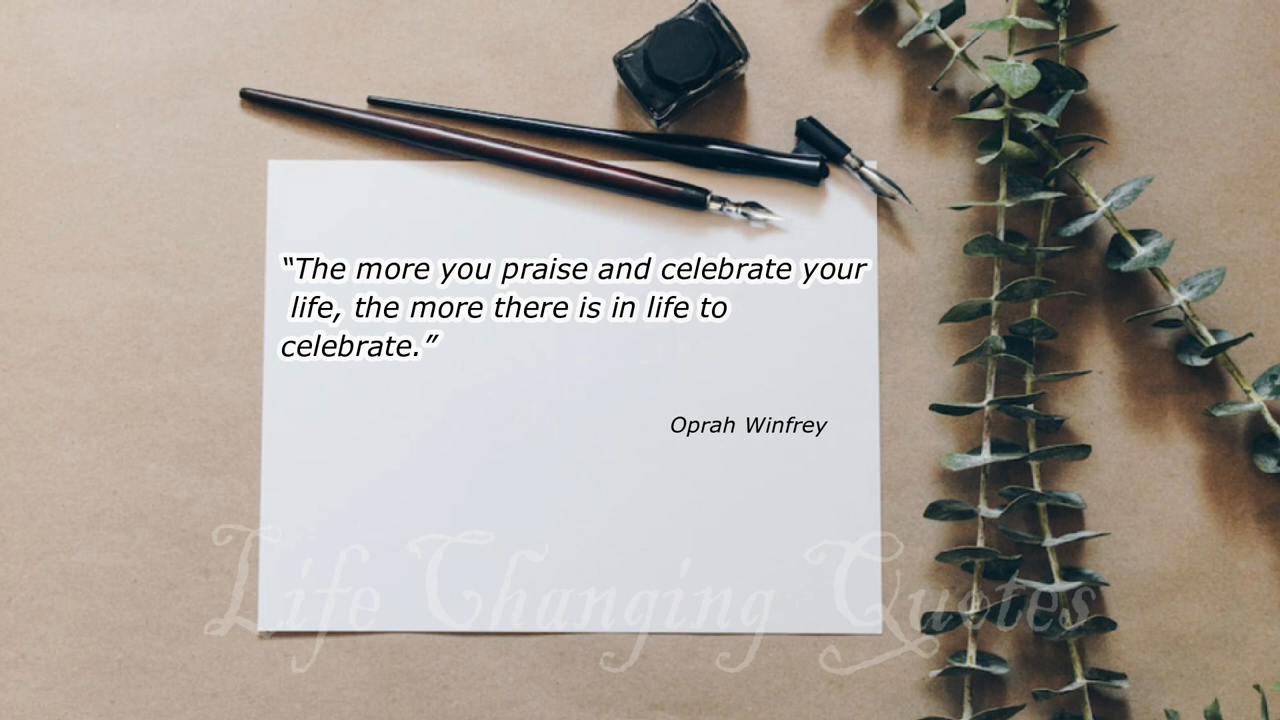 “The more you praise and celebrate your
life, the more there is in life to
celebrate.”
Oprah Winfrey
Life Changing Quotes